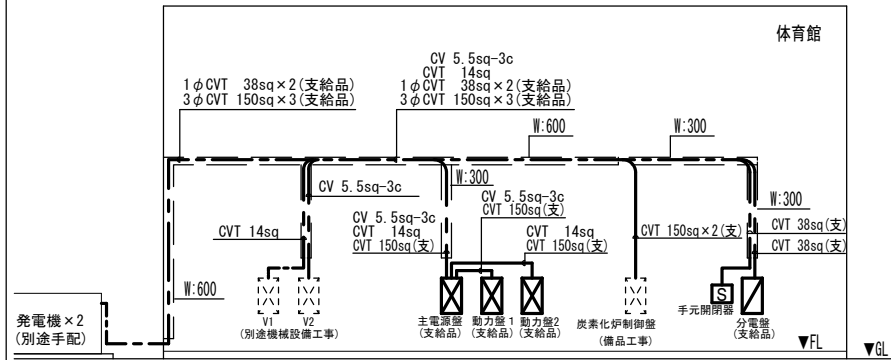 体育館
CV 5.5sq-3c
CVT 14sq
1φCVT 38sq×2(支給品)
3φCVT 150sq×3(支給品)
1φCVT 38sq×2(支給品)
3φCVT 150sq×3(支給品)
W:600
W:300
CV 5.5sq-3c
W:300
CV 5.5sq-3c
CVT 150sq(支)
W:300
CVT 14sq
CV 5.5sq-3c
CVT 14sq
CVT 150sq(支)
CVT 14sq
CVT 150sq(支)
CVT 150sq×2(支)
CVT 38sq(支)
CVT 38sq(支)
W:600
S
手元開閉器
発電機×2
(別途手配)
V1
V2
(別途機械設備工事)
主電源盤
(支給品)
動力盤1
(支給品)
動力盤2
(支給品)
炭素化炉制御盤
(備品工事)
分電盤
(支給品)
▼FL
▼GL